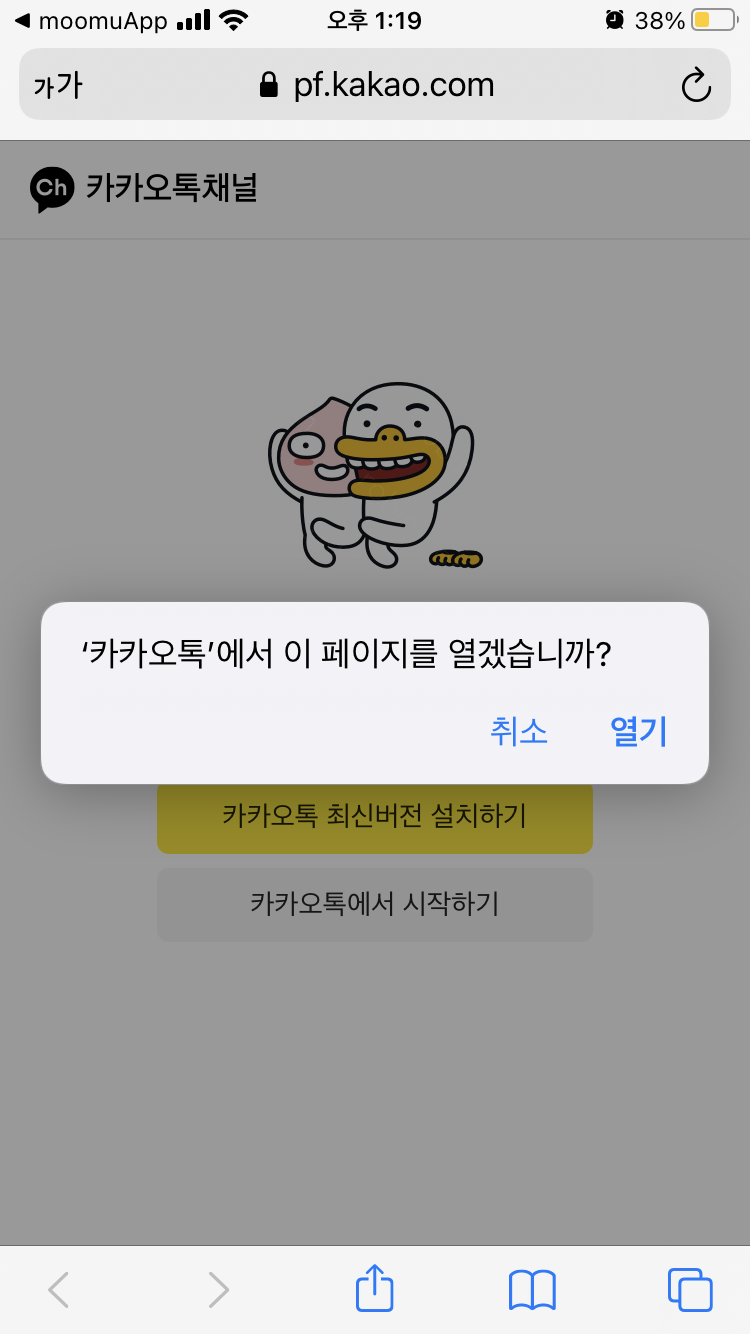 moomuApp 오후 1:19 38%
가가 pf.kakao.com
Ch 카카오톡채널
‘카카오톡’에서 이 페이지를 열겠습니까?
취소 열기
카카오톡 최신버전 설치하기
카카오톡에서 시작하기